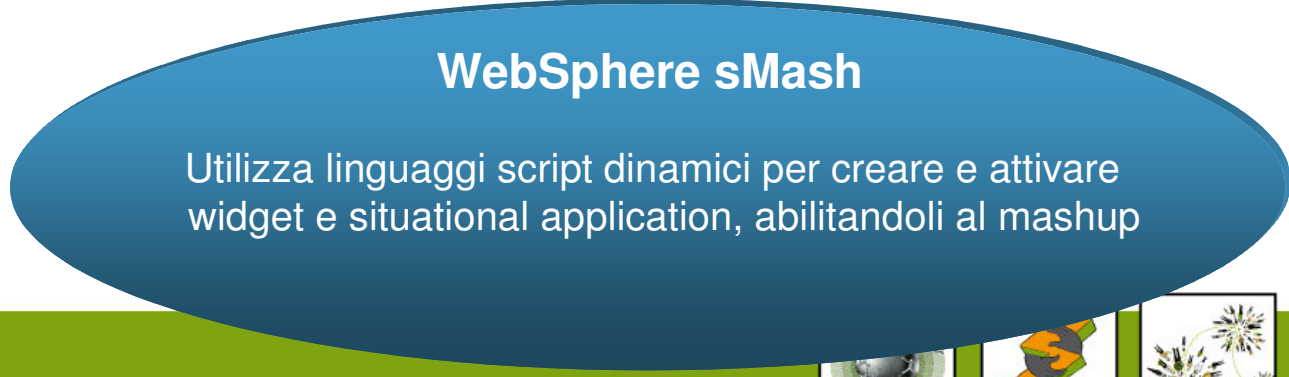 WebSphere sMash
Utilizza linguaggi script dinamici per creare e attivare
widget e situational application, abilitandoli al mashup